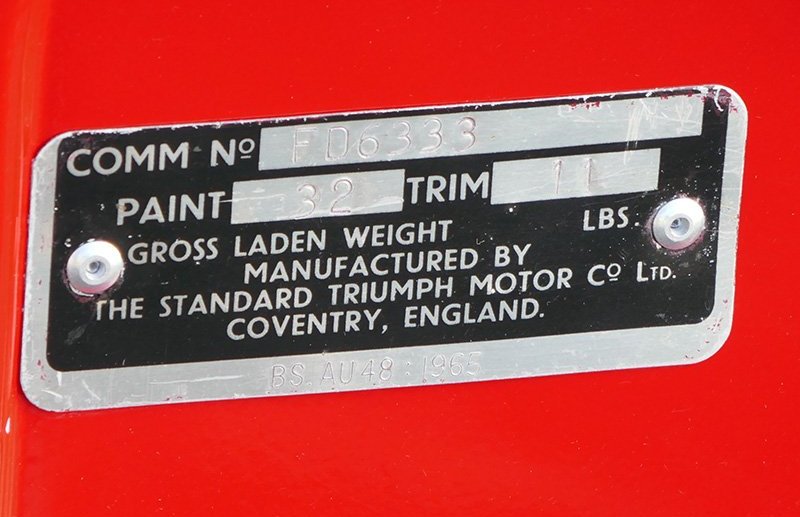 COMM Nº FD6333
PAINT 32 TRIM 11
GROSS LADEN WEIGHT LBS.
MANUFACTURED BY
THE STANDARD TRIUMPH MOTOR Cº LTD.
COVENTRY, ENGLAND.
BS. AU48 : 1965